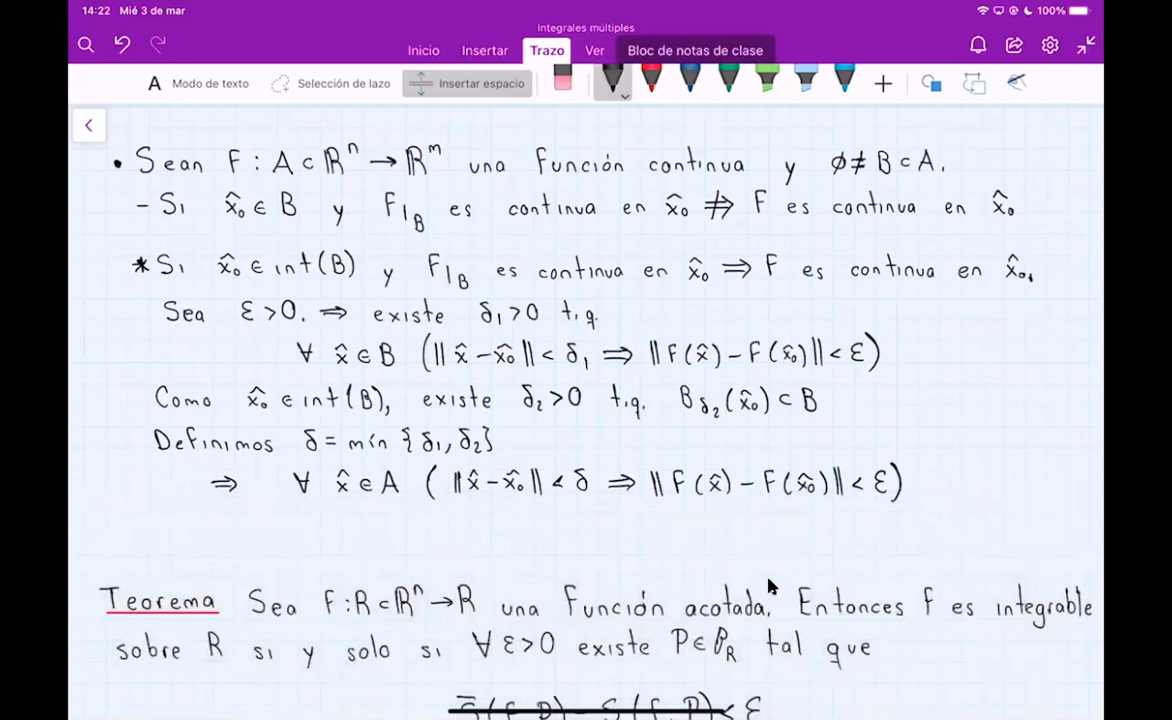 14:22 Mié 3 de mar
100%
Integrales múltiples
Inicio Insertar Trazo Ver Bloc de notas de clase
A Modo de texto Selección de lazo Insertar espacio
• Sean F : A ⊂ ℝⁿ → ℝᵐ una función continua y ∅ ≠ B ⊂ A.
- Si x̂₀ ∈ B y F|_B es continua en x̂₀ ⇏ F es continua en x̂₀
* Si x̂₀ ∈ int(B) y F|_B es continua en x̂₀ ⇒ F es continua en x̂₀.
Sea ε > 0. ⇒ existe δ₁ > 0 t.q.
∀ x̂ ∈ B (‖x̂ - x̂₀‖ < δ₁ ⇒ ‖F(x̂) - F(x̂₀)‖ < ε)
Como x̂₀ ∈ int(B), existe δ₂ > 0 t.q. B_δ₂(x̂₀) ⊂ B
Definimos δ = mín {δ₁, δ₂}
⇒ ∀ x̂ ∈ A (‖x̂ - x̂₀‖ < δ ⇒ ‖F(x̂) - F(x̂₀)‖ < ε)
Teorema Sea F : R ⊂ ℝⁿ → ℝ una función acotada. Entonces f es integrable
sobre R si y solo si ∀ ε > 0 existe P ∈ 𝒫_R tal que
< ε